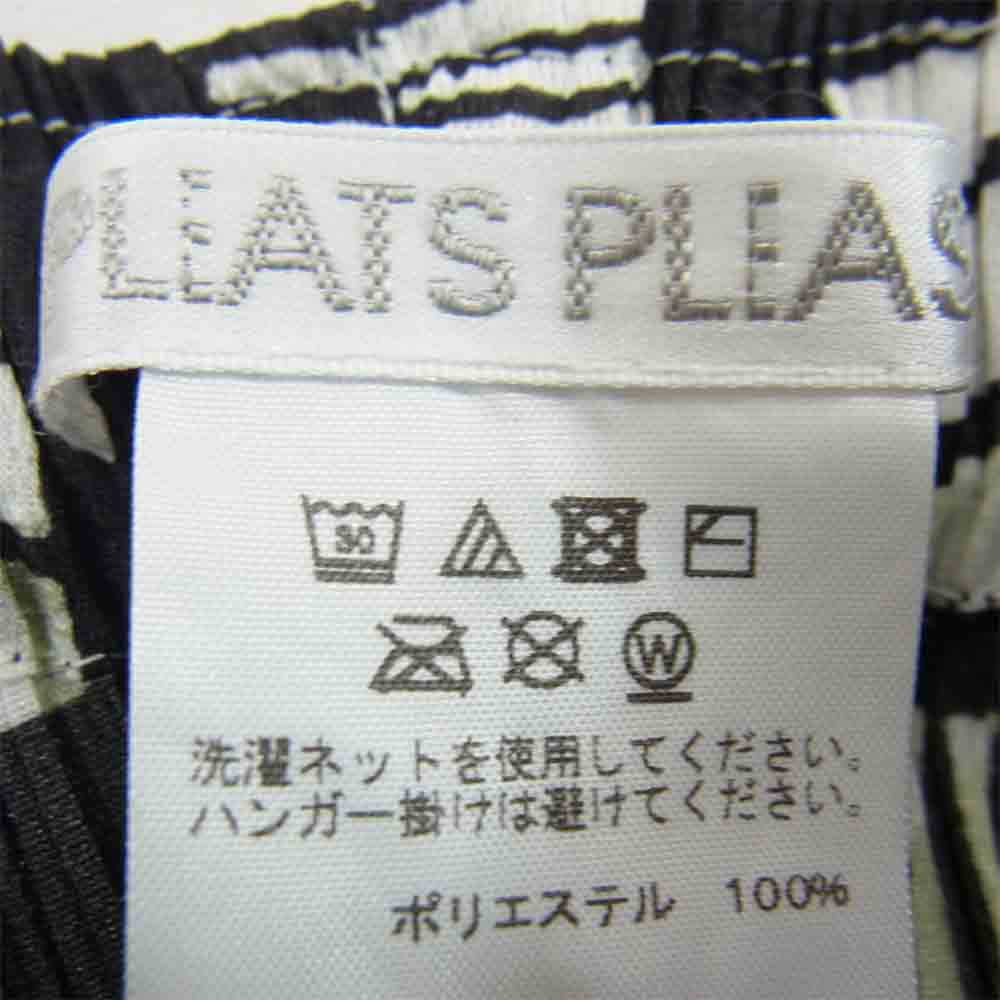 PLEATS PLEAS
30
W
洗濯ネットを使用してください。
ハンガー掛けは避けてください。
ポリエステル 100%